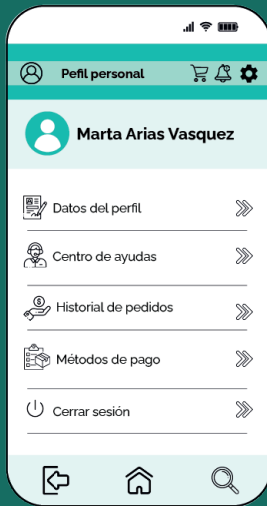 Pefil personal
Marta Arias Vasquez
Datos del perfil
Centro de ayudas
Historial de pedidos
Métodos de pago
Cerrar sesión